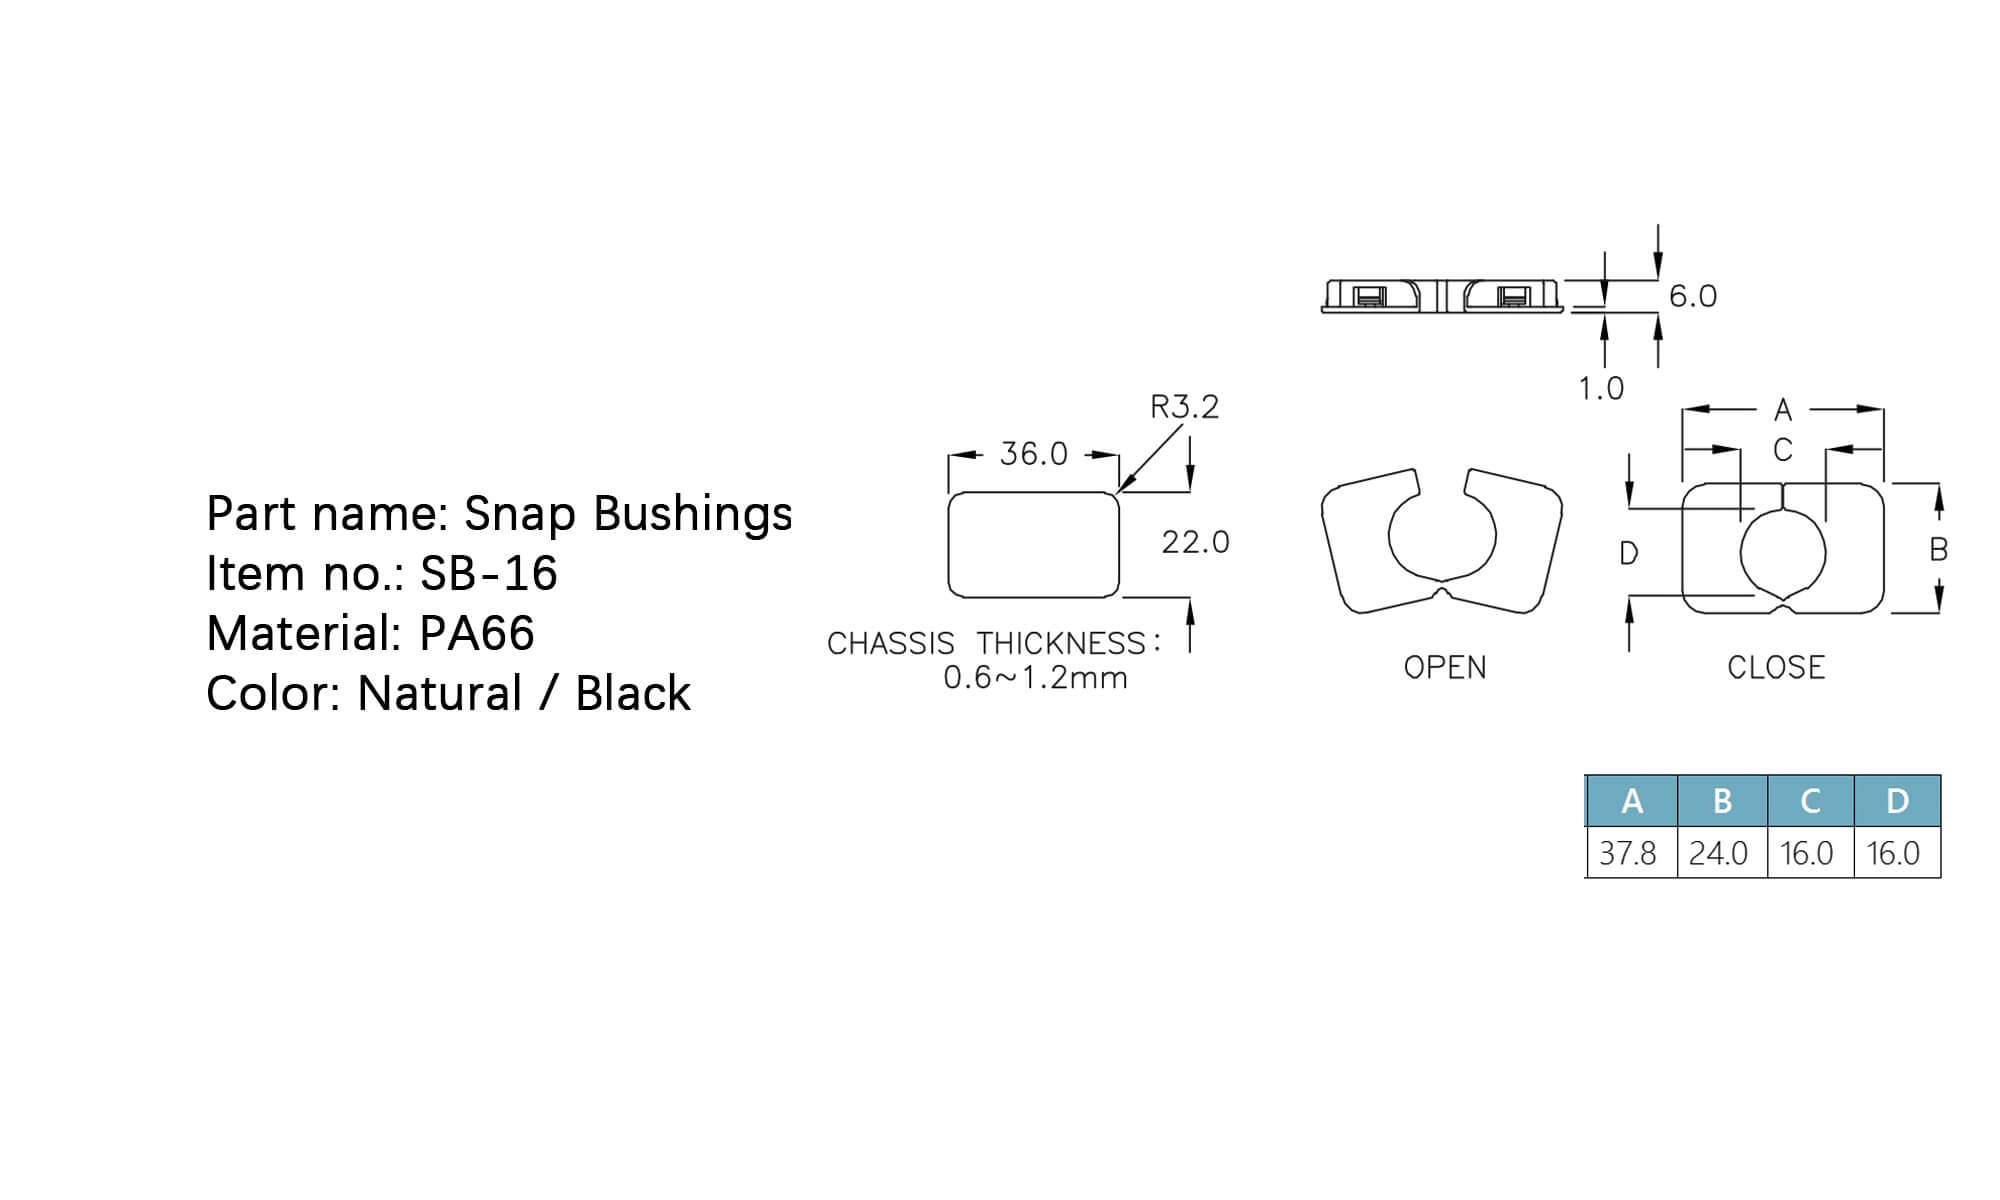 Part name: Snap Bushings
Item no.: SB-16
Material: PA66
Color: Natural / Black
R3.2
36.0
22.0
CHASSIS THICKNESS:
0.6~1.2mm
6.0
1.0
OPEN
A
C
D
B
CLOSE
A B C D
37.8 24.0 16.0 16.0